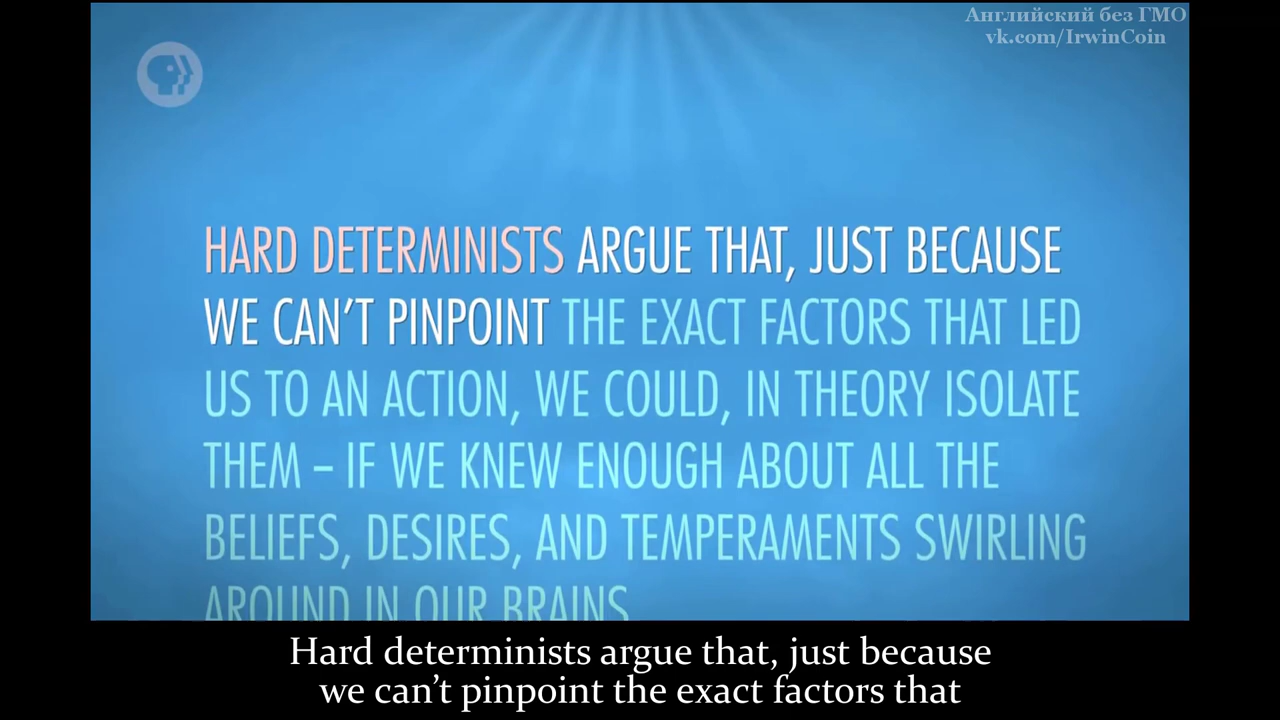 Английский без ГМО
vk.com/IrwinCoin
HARD DETERMINISTS ARGUE THAT, JUST BECAUSE
WE CAN'T PINPOINT THE EXACT FACTORS THAT LED
US TO AN ACTION, WE COULD, IN THEORY ISOLATE
THEM – IF WE KNEW ENOUGH ABOUT ALL THE
BELIEFS, DESIRES, AND TEMPERAMENTS SWIRLING
AROUND IN OUR BRAINS
Hard determinists argue that, just because
we can't pinpoint the exact factors that